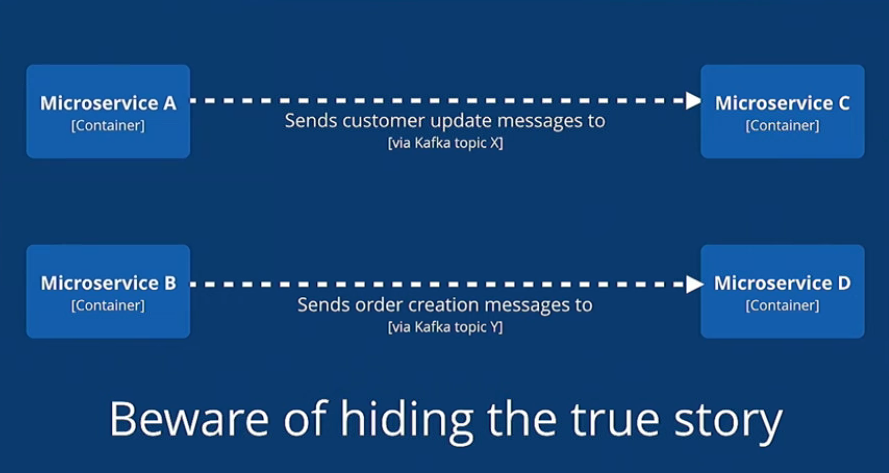 Microservice A
[Container]
Sends customer update messages to
[via Kafka topic X]
Microservice C
[Container]
Microservice B
[Container]
Sends order creation messages to
[via Kafka topic Y]
Microservice D
[Container]
Beware of hiding the true story